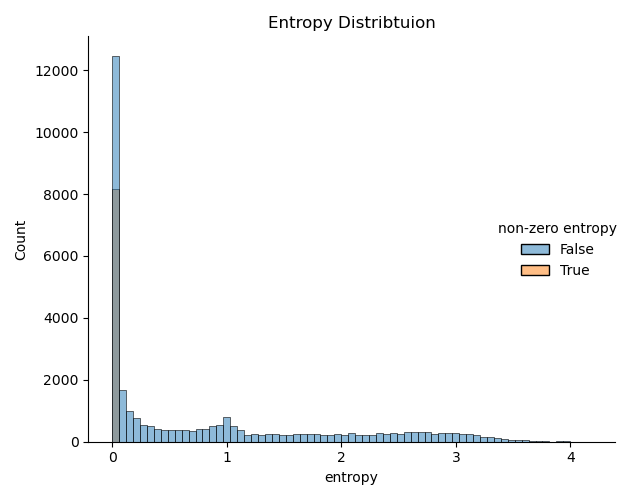 Entropy Distribtuion
12000
10000
8000
6000
4000
2000
0
Count
0 1 2 3 4
entropy
non-zero entropy
False
True